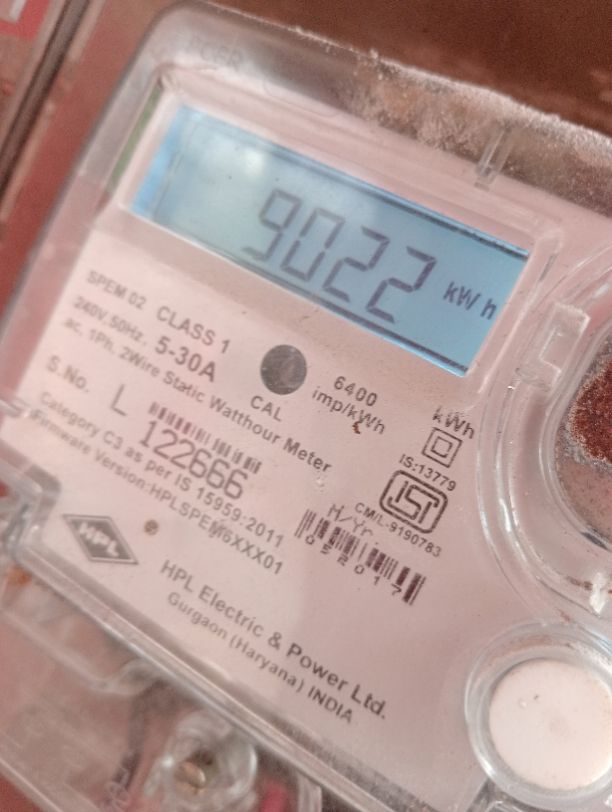 9022 kWh
SPEM 02 CLASS 1
240V, 50Hz, 5-30A
ac, 1Ph, 2Wire Static Watthour Meter
CAL
6400
imp/kWh
kWh
S.No. L 122666
IS:13779
ISI
CM/L-9190783
Category C3 as per IS 15959:2011
Firmware Version:HPLSPEM6XXX01
M/Yr.
052017
HPL
HPL Electric & Power Ltd.
Gurgaon (Haryana) INDIA